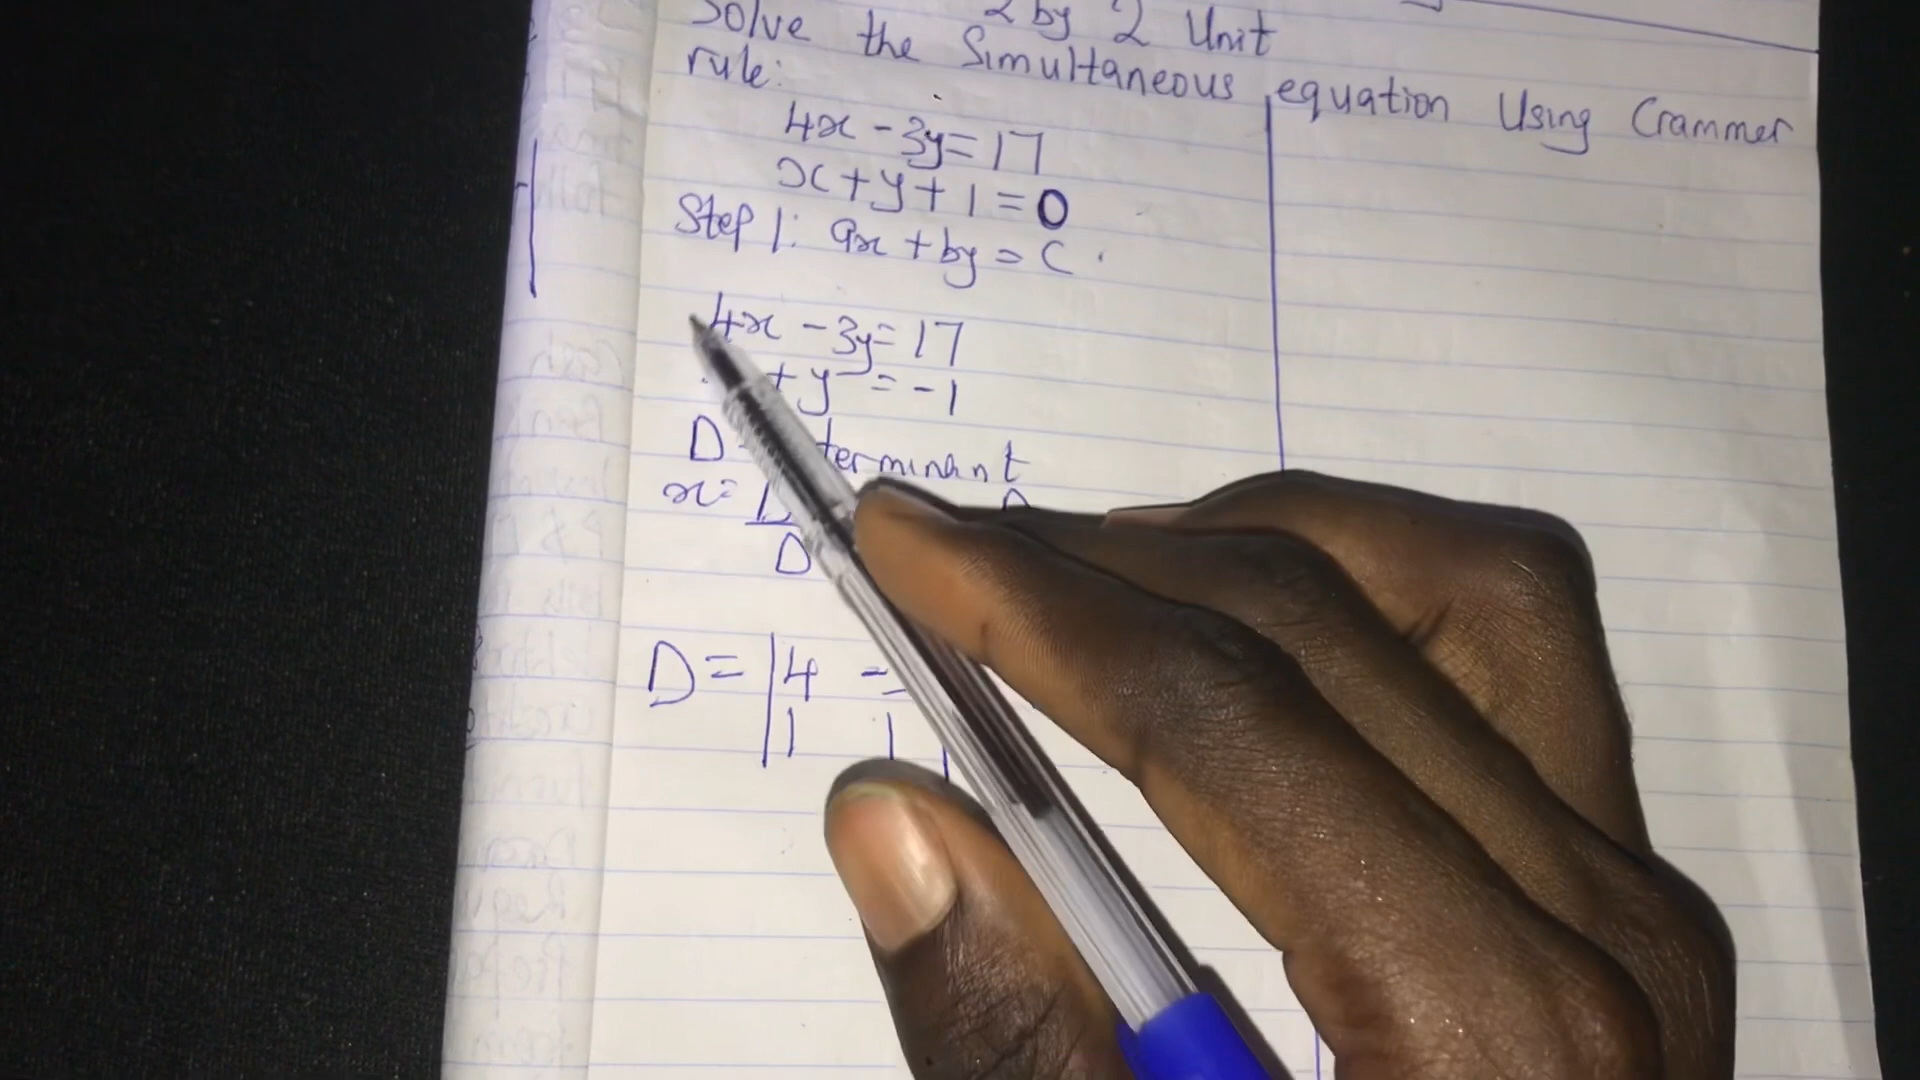 2 by 2 Unit
Solve the Simultaneous equation Using Crammer
rule:
4x - 3y = 17
x + y + 1 = 0
Step 1: ax + by = C.
4x - 3y = 17
+ y = -1
D
x =
D
D = | 4 -
1 1 |